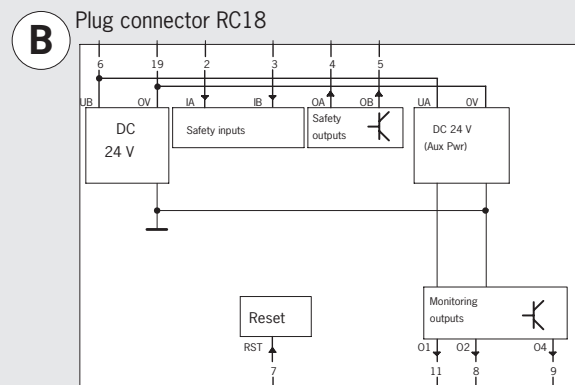 B
Plug connector RC18
6 19 2 3 4 5
UB 0V IA IB OA OB UA 0V
DC
24 V
Safety inputs
Safety
outputs
DC 24 V
(Aux Pwr)
Monitoring
outputs
Reset
RST O1 O2 O4
7 11 8 9